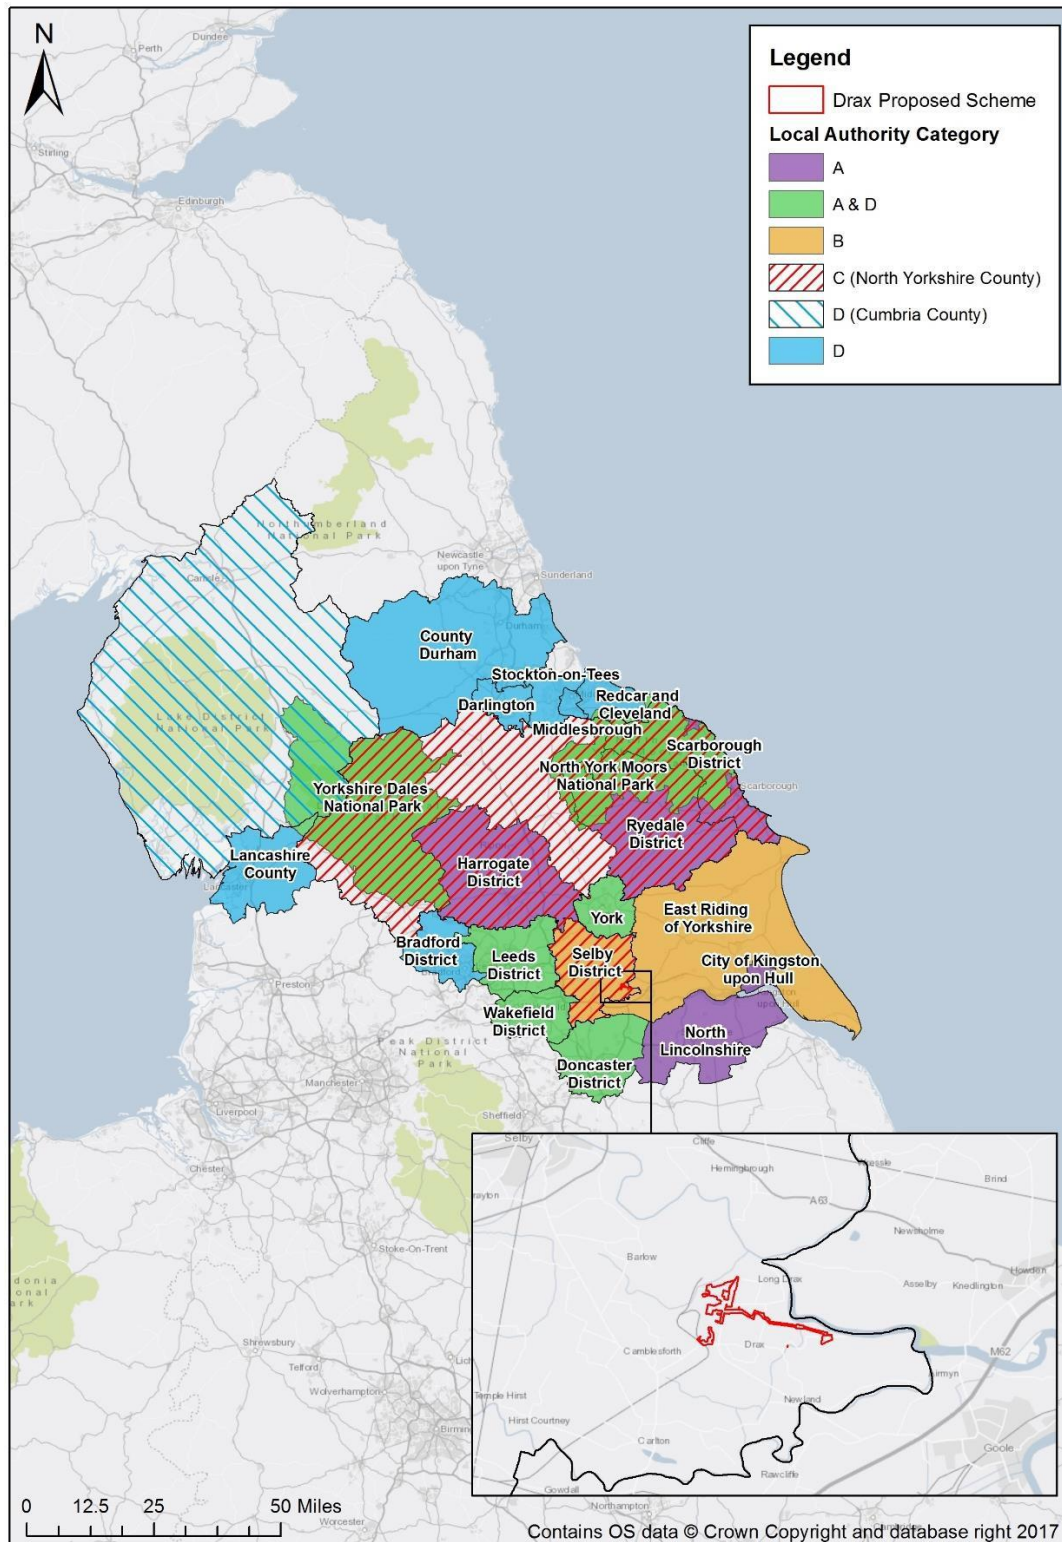 N
Legend
Drax Proposed Scheme
Local Authority Category
A
A & D
B
C (North Yorkshire County)
D (Cumbria County)
D
Dundee
Perth
Stirling
Edinburgh
Northumberland
National Park
Newcastle
upon Tyne
Sunderland
Carlisle
Durham
County
Durham
Stockton-on-Tees
Darlington
Redcar and
Cleveland
Middlesbrough
Lake District
National Park
Scarborough
District
North York Moors
National Park
Scarborough
Yorkshire Dales
National Park
Ryedale
District
Lancashire
County
Lancaster
Harrogate
District
York
East Riding
of Yorkshire
Bradford
District
Leeds
District
Selby
District
City of Kingston
upon Hull
Preston
Wakefield
District
North
Lincolnshire
Peak District
National
Park
Doncaster
District
Manchester
Liverpool
Sheffield
Chester
Stoke-On-Trent
Shrewsbury
Telford
Wolverhampton
Worcester
Northampton
Selby
Cliffe
Hemingbrough
A63
Brind
Newsholme
Barlow
Long Drax
Asselby
Knedlington
Howden
Camblesforth
Drax
M62
Airmyn
Temple Hirst
Newland
Hirst Courtney
Carlton
Goole
Rawcliffe
Gowdall
0 12.5 25 50 Miles
Contains OS data © Crown Copyright and database right 2017